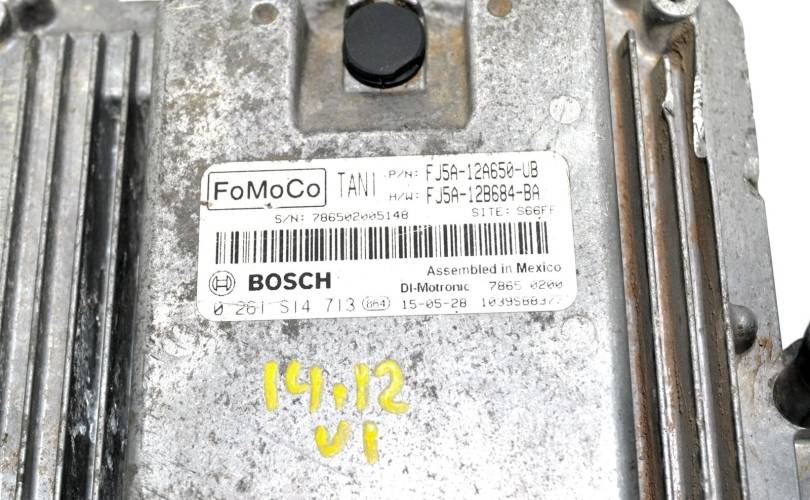 FoMoCo TAN1 P/N: FJ5A-12A650-UB
H/W: FJ5A-12B684-BA
S/N: 786502005148 SITE: S66FF
Assembled in Mexico
BOSCH DI-Motronic 7865 0200
0 261 S14 713 864 15-05-28
14.12